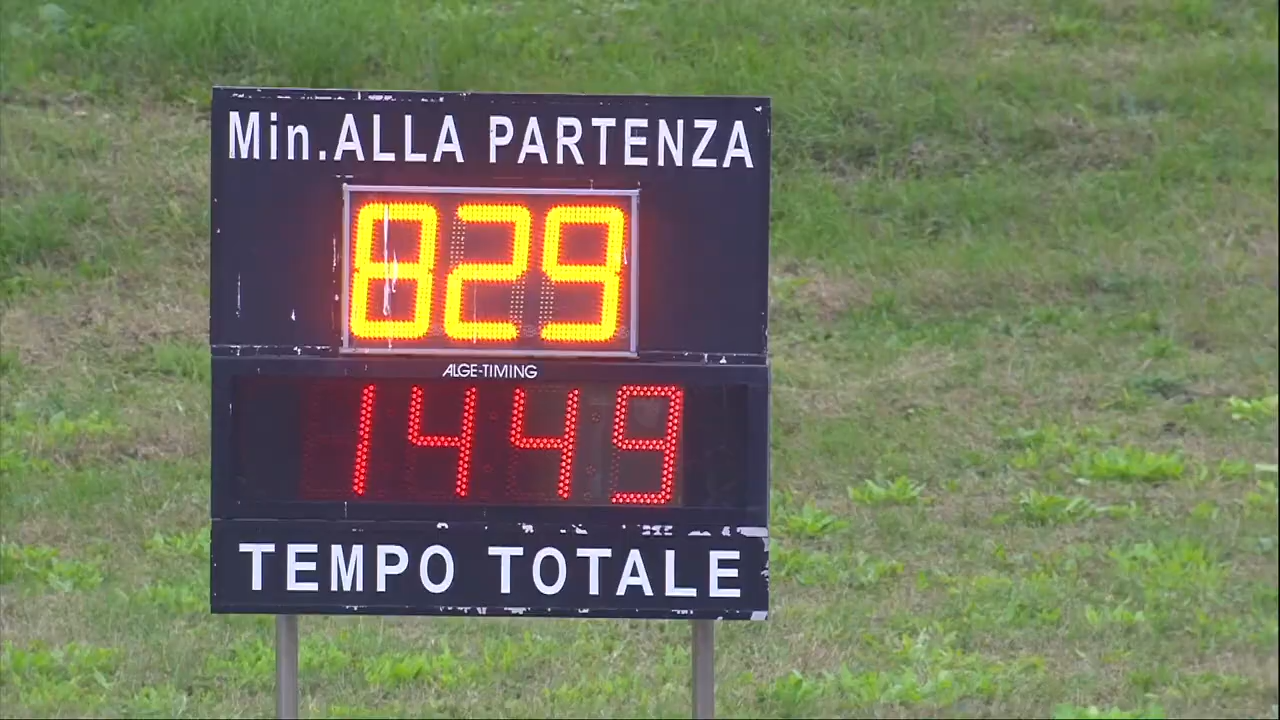 Min.ALLA PARTENZA
829
ALGE-TIMING
1449
TEMPO TOTALE